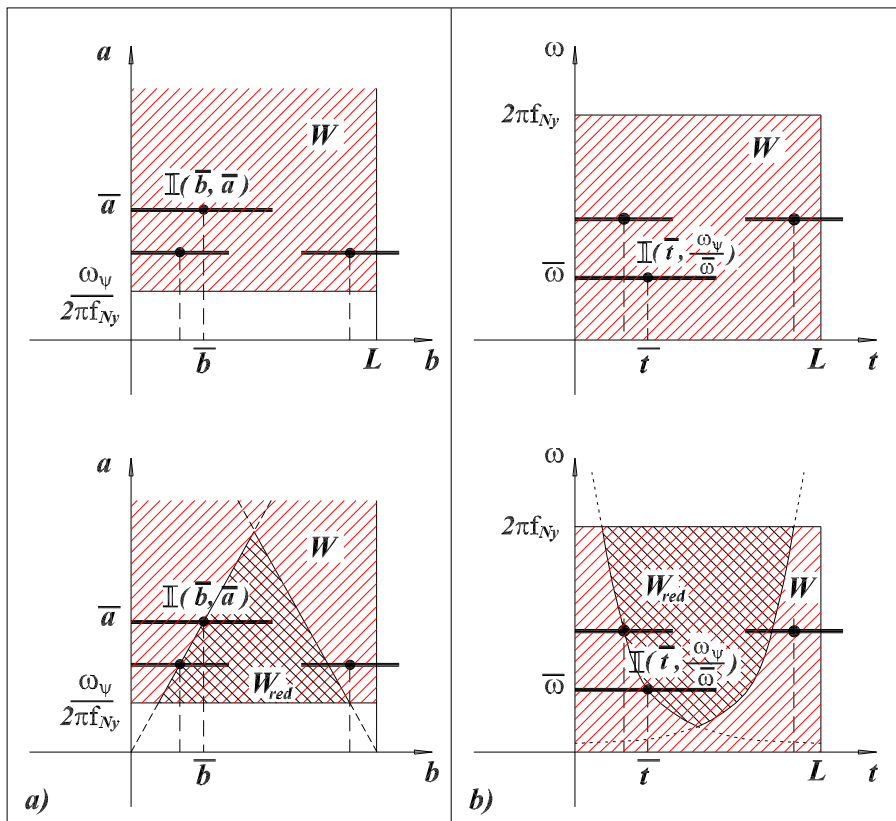 a
W
𝕀( b̅, a̅ )
a̅
ω_ψ
2πf_Ny
b̅ L b
ω
2πf_Ny
W
𝕀( t̅, ω_ψ/ω̅ )
ω̅
t̅ L t
a
W
𝕀( b̅, a̅ )
a̅
ω_ψ
2πf_Ny
W_red
b̅ b
a)
ω
2πf_Ny
W_red W
𝕀( t̅, ω_ψ/ω̅ )
ω̅
t̅ L t
b)